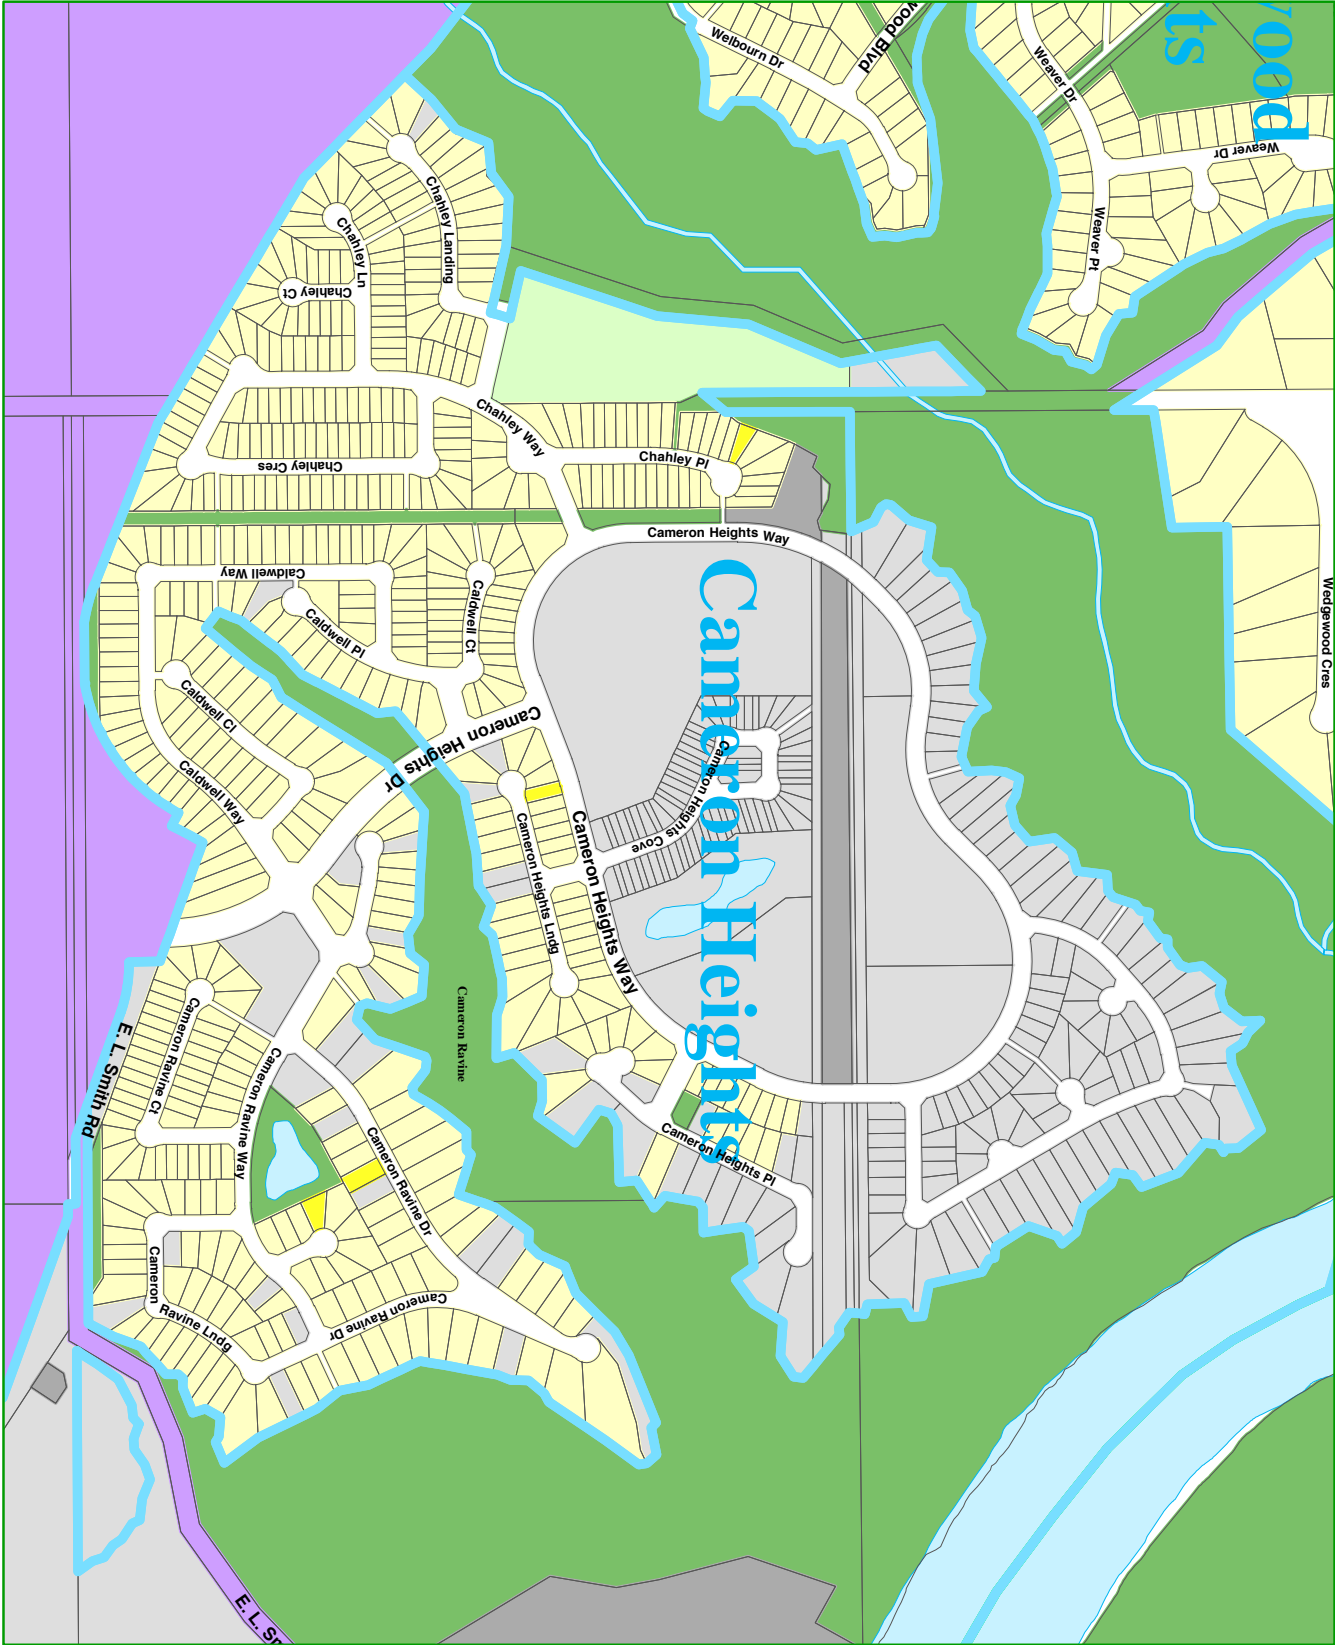 Welbourn Dr
wood Blvd
Weaver Dr
ts
ood
Weaver Dr
Weaver Pt
Chahley Landing
Chahley Ln
Chahley Ct
Chahley Way
Chahley Pl
Chahley Cres
Cameron Heights Way
Caldwell Way
Caldwell Pl
Caldwell Ct
Wedgewood Cres
Cameron Heights
Caldwell Cl
Caldwell Way
Cameron Heights Dr
Cameron Heights Cove
Cameron Heights Lndg
Cameron Heights Way
Cameron Ravine
E. L. Smith Rd
Cameron Ravine Ct
Cameron Ravine Way
Cameron Ravine Dr
Cameron Heights Pl
Cameron
Ravine Lndg
Cameron Ravine Dr
E. L. Sm